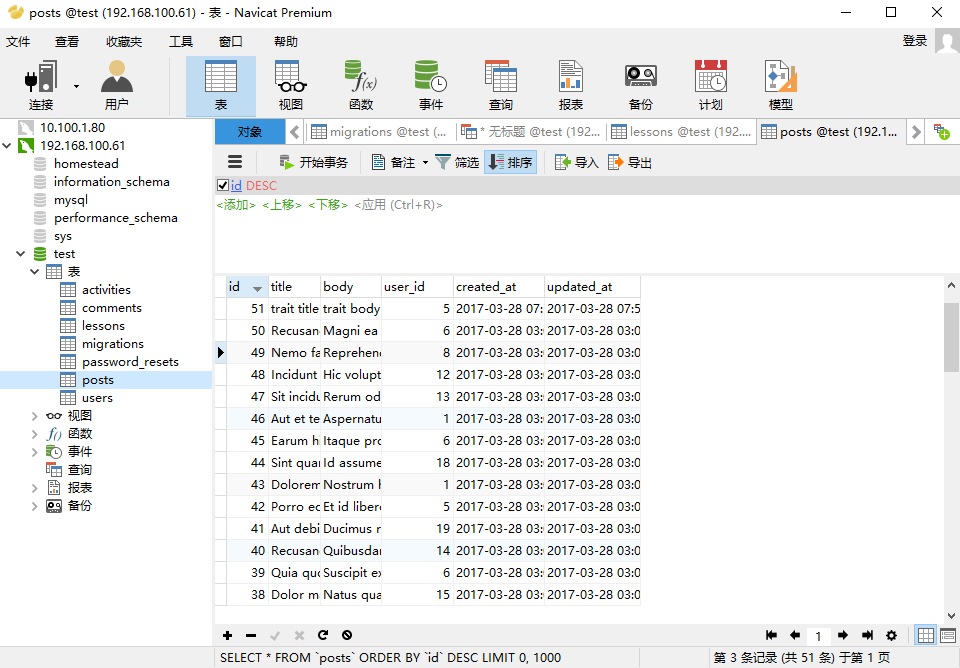 posts @test (192.168.100.61) - 表 - Navicat Premium
文件 查看 收藏夹 工具 窗口 帮助 登录
连接 用户 表 视图 函数 事件 查询 报表 备份 计划 模型
10.100.1.80
192.168.100.61
homestead
information_schema
mysql
performance_schema
sys
test
表
activities
comments
lessons
migrations
password_resets
posts
users
视图
函数
事件
查询
报表
备份
对象 migrations @test (... * 无标题 @test (192... lessons @test (192.... posts @test (192.1...
开始事务 备注 筛选 排序 导入 导出
id DESC
<添加> <上移> <下移> <应用 (Ctrl+R)>
id title body user_id created_at updated_at
51 trait title trait body 5 2017-03-28 07: 2017-03-28 07:5
50 Recusan Magni ea 6 2017-03-28 03: 2017-03-28 03:0
49 Nemo fa Reprehen 8 2017-03-28 03: 2017-03-28 03:0
48 Incidunt Hic volupt 12 2017-03-28 03: 2017-03-28 03:0
47 Sit incidu Rerum od 13 2017-03-28 03: 2017-03-28 03:0
46 Aut et te Aspernatu 1 2017-03-28 03: 2017-03-28 03:0
45 Earum h Itaque pro 6 2017-03-28 03: 2017-03-28 03:0
44 Sint qua Id assume 18 2017-03-28 03: 2017-03-28 03:0
43 Dolorem Nostrum 1 2017-03-28 03: 2017-03-28 03:0
42 Porro ec Et id liber 5 2017-03-28 03: 2017-03-28 03:0
41 Aut debi Ducimus 19 2017-03-28 03: 2017-03-28 03:0
40 Recusan Quibusda 14 2017-03-28 03: 2017-03-28 03:0
39 Quia qu Suscipit e 6 2017-03-28 03: 2017-03-28 03:0
38 Dolor m Natus qua 15 2017-03-28 03: 2017-03-28 03:0
1
SELECT * FROM `posts` ORDER BY `id` DESC LIMIT 0, 1000 第 3 条记录 (共 51 条) 于第 1 页